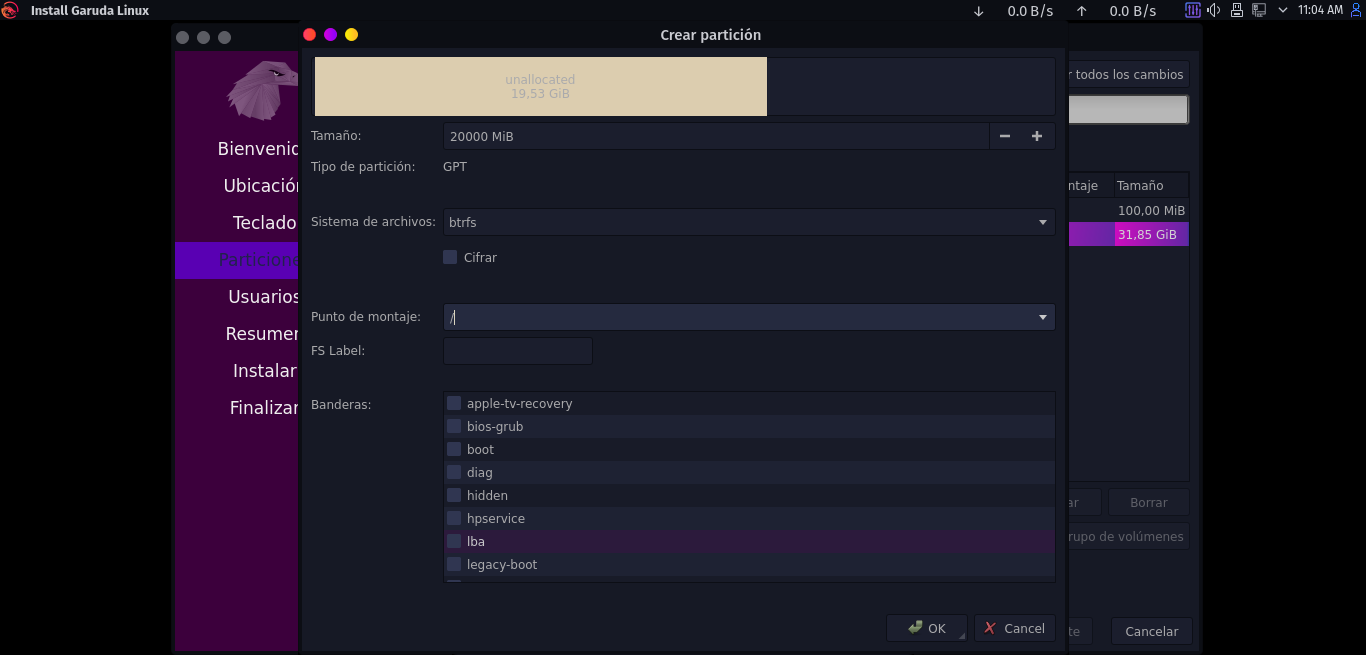 Install Garuda Linux
0.0 B/s
0.0 B/s
11:04 AM
Crear partición
unallocated
19,53 GiB
r todos los cambios
Tamaño:
20000 MiB
Tipo de partición:
GPT
Sistema de archivos:
btrfs
Cifrar
Punto de montaje:
/
FS Label:
Banderas:
apple-tv-recovery
bios-grub
boot
diag
hidden
hpservice
lba
legacy-boot
OK
Cancel
Bienvenid
Ubicación
Teclado
Particione
Usuarios
Resumen
Instalar
Finalizar
ntaje
Tamaño
100,00 MiB
31,85 GiB
ar
Borrar
rupo de volúmenes
te
Cancelar